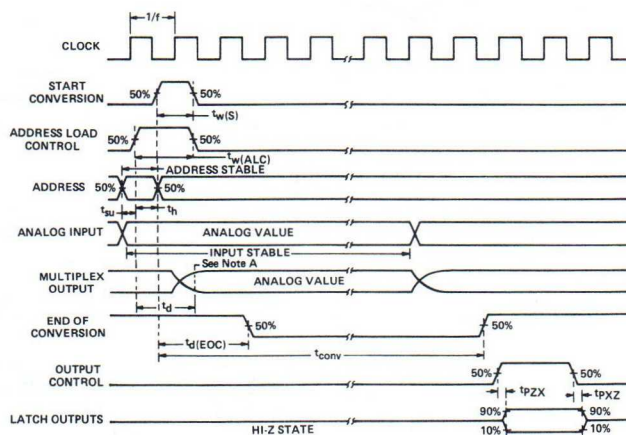 1/f
CLOCK
START CONVERSION
50%
50%
tw(S)
ADDRESS LOAD CONTROL
50%
50%
tw(ALC)
ADDRESS STABLE
ADDRESS
50%
50%
tsu
th
ANALOG INPUT
ANALOG VALUE
INPUT STABLE
See Note A
MULTIPLEX OUTPUT
ANALOG VALUE
td
END OF CONVERSION
50%
50%
td(EOC)
tconv
OUTPUT CONTROL
50%
50%
tPZX
tPXZ
LATCH OUTPUTS
HI-Z STATE
90%
90%
10%
10%